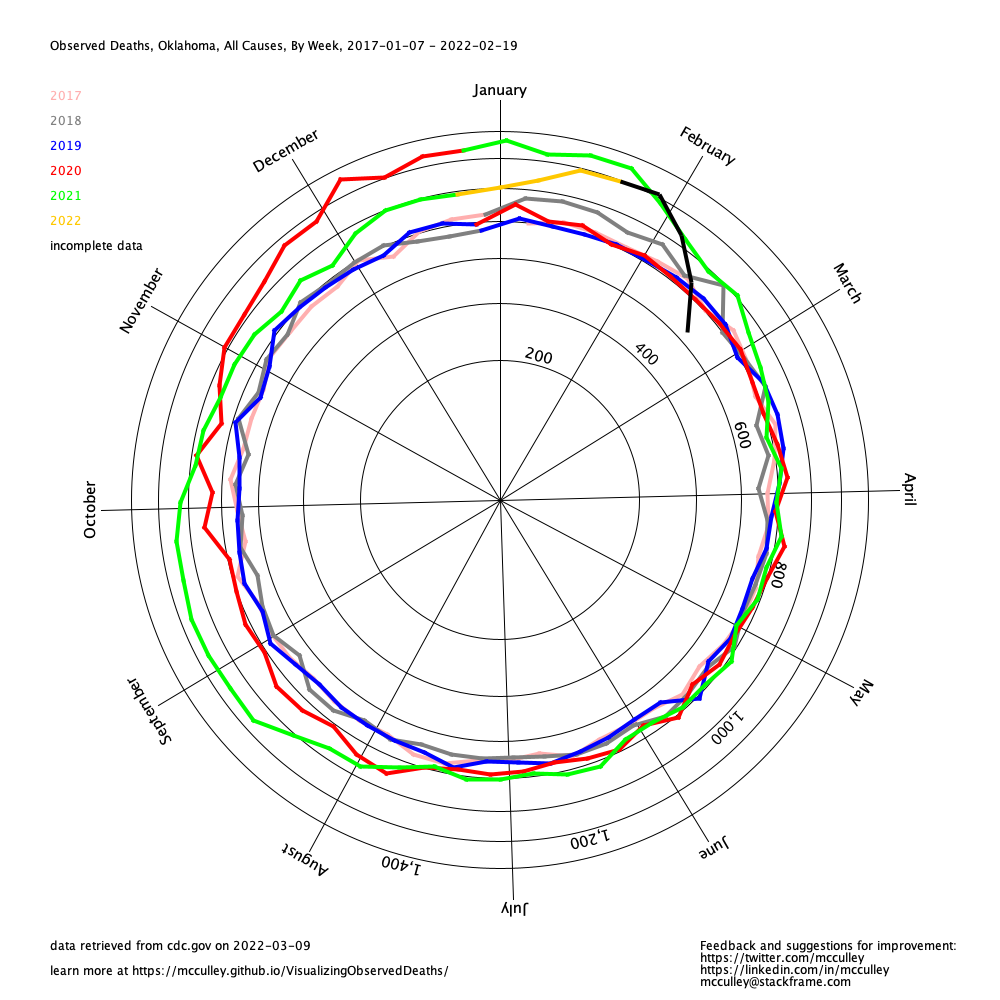 Observed Deaths, Oklahoma, All Causes, By Week, 2017-01-07 - 2022-02-19
January
2017
2018
2019
2020
2021
2022
incomplete data
December
February
November
March
200
400
600
October
April
800
September
May
1,000
August
1,400
1,200
June
July
data retrieved from cdc.gov on 2022-03-09
learn more at https://mcculley.github.io/VisualizingObservedDeaths/
Feedback and suggestions for improvement:
https://twitter.com/mcculley
https://linkedin.com/in/mcculley
mcculley@stackframe.com